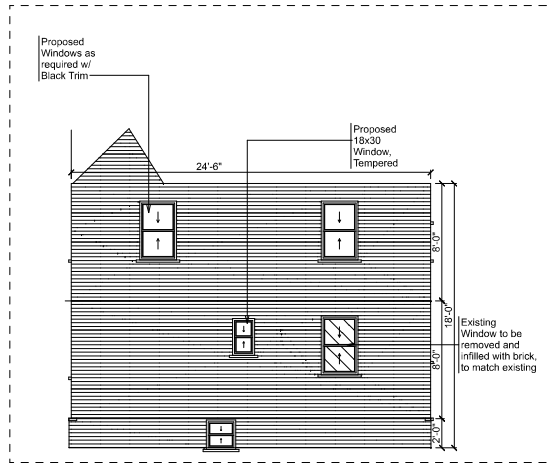 Proposed
Windows as
required w/
Black Trim
Proposed
18x30
Window,
Tempered
24'-6"
8'-0"
18'-0"
8'-0"
2'-0"
Existing
Window to be
removed and
infilled with brick,
to match existing